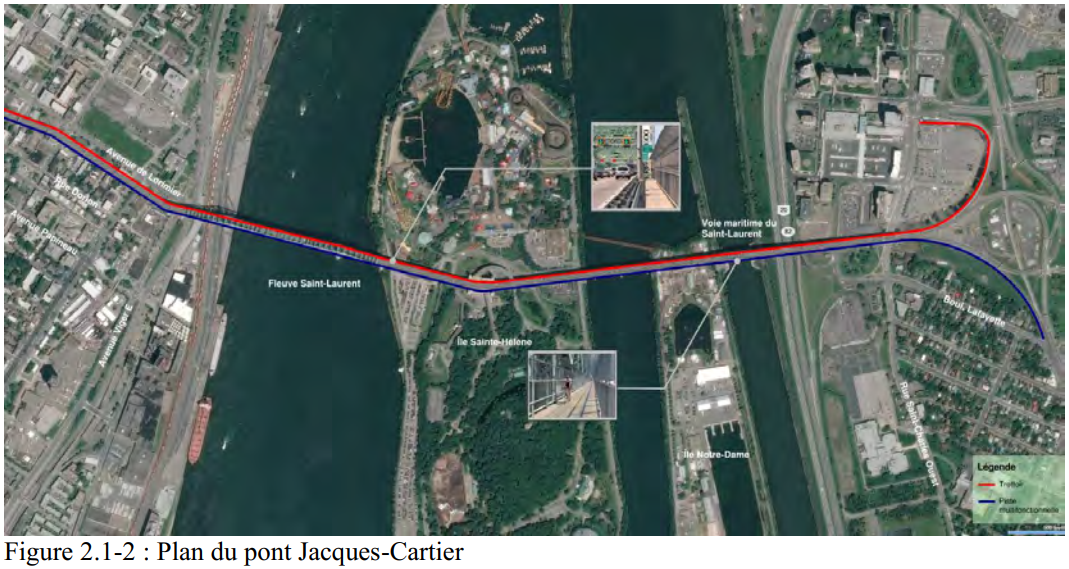 Avenue de Lorimier
Rue Dorion
Avenue Papineau
Avenue Viger E
Fleuve Saint-Laurent
Île Sainte-Hélène
Voie maritime du
Saint-Laurent
Île Notre-Dame
Boul. Lafayette
Rue Saint-Charles Ouest
Légende
Trottoir
Piste
multifonctionnelle
Figure 2.1-2 : Plan du pont Jacques-Cartier